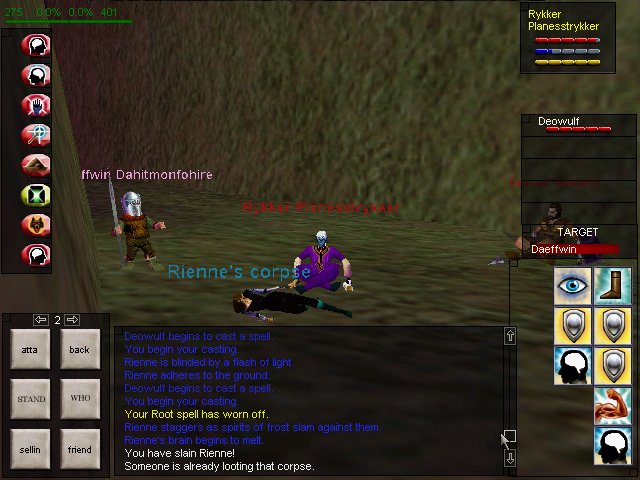 275 0.0% 0.0% 401
Rykker
Planesstrykker
Deowulf
ffwin Dahitmonfohire
Rykker Planesstrykker
Rienne's corpse
TARGET
Daeffwin
2
atta
back
STAND
WHO
sellin
friend
Deowulf begins to cast a spell.
You begin your casting.
Rienne is blinded by a flash of light.
Rienne adheres to the ground.
Deowulf begins to cast a spell.
You begin your casting.
Your Root spell has worn off.
Rienne staggers as spirits of frost slam against them.
Rienne's brain begins to melt.
You have slain Rienne!
Someone is already looting that corpse.